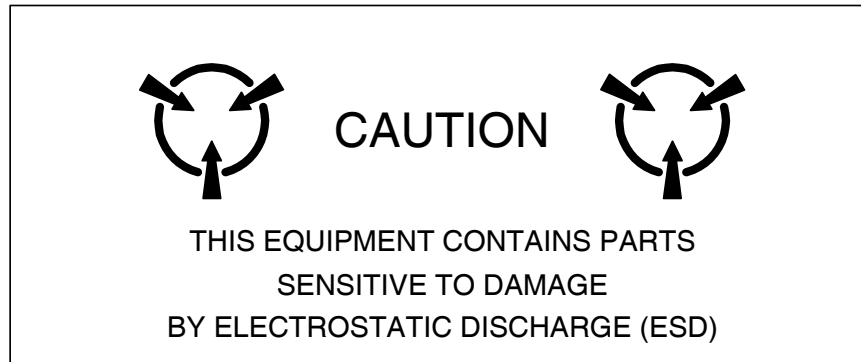 CAUTION
THIS EQUIPMENT CONTAINS PARTS
SENSITIVE TO DAMAGE
BY ELECTROSTATIC DISCHARGE (ESD)